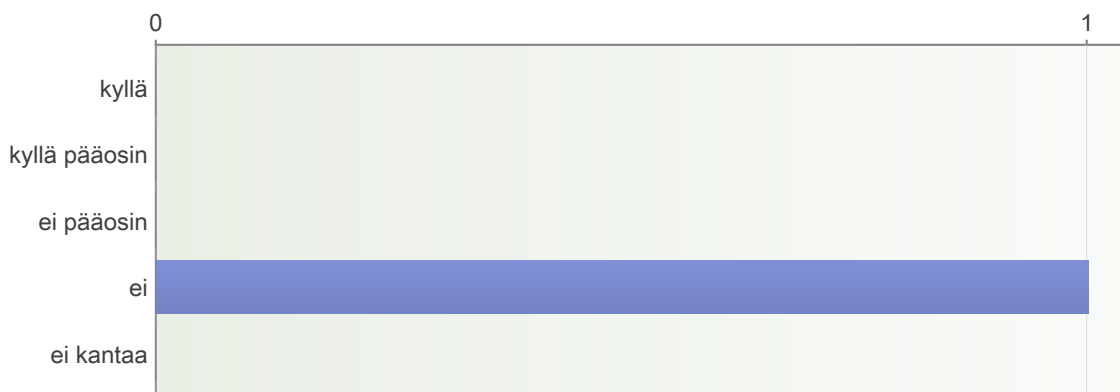 0 1
kyllä
kyllä pääosin
ei pääosin
ei
ei kantaa